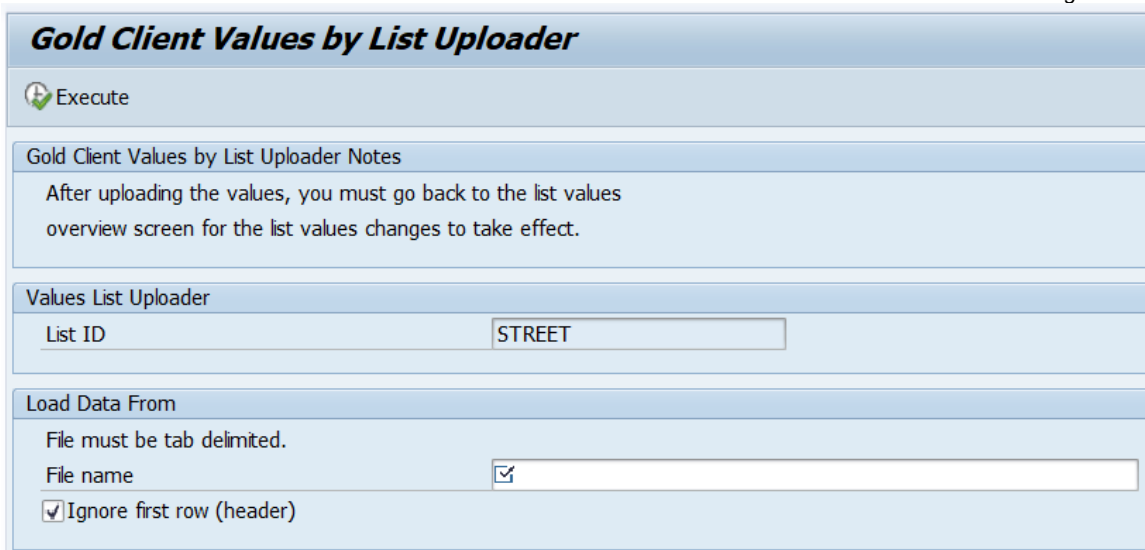 Gold Client Values by List Uploader
Execute
Gold Client Values by List Uploader Notes
After uploading the values, you must go back to the list values
overview screen for the list values changes to take effect.
Values List Uploader
List ID STREET
Load Data From
File must be tab delimited.
File name
Ignore first row (header)